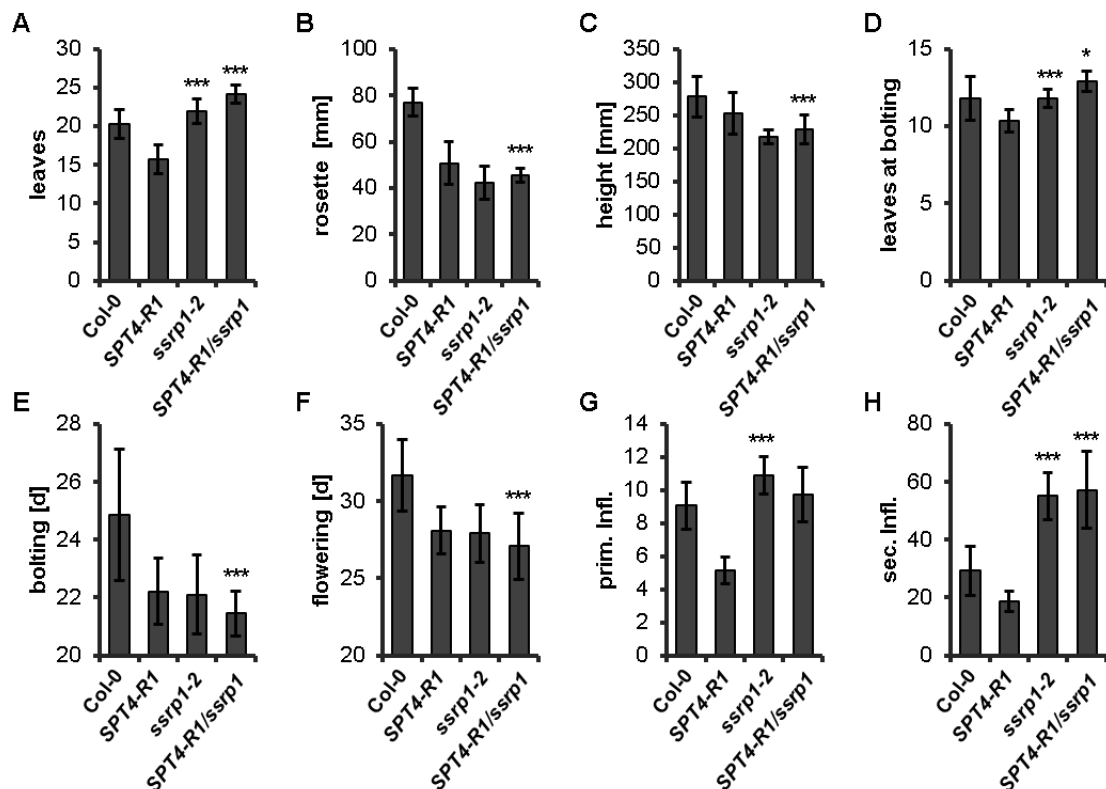 A
leaves
30
25
20
15
10
5
0
***
***
Col-0
SPT4-R1
ssrp1-2
SPT4-R1/ssrp1
B
rosette [mm]
100
80
60
40
20
0
***
Col-0
SPT4-R1
ssrp1-2
SPT4-R1/ssrp1
C
height [mm]
350
300
250
200
150
100
50
0
***
Col-0
SPT4-R1
ssrp1-2
SPT4-R1/ssrp1
D
leaves at bolting
15
10
5
0
***
*
Col-0
SPT4-R1
ssrp1-2
SPT4-R1/ssrp1
E
bolting [d]
28
26
24
22
20
***
Col-0
SPT4-R1
ssrp1-2
SPT4-R1/ssrp1
F
flowering [d]
35
30
25
20
***
Col-0
SPT4-R1
ssrp1-2
SPT4-R1/ssrp1
G
prim. Infl.
14
12
10
8
6
4
2
0
***
Col-0
SPT4-R1
ssrp1-2
SPT4-R1/ssrp1
H
sec. Infl.
80
60
40
20
0
***
***
Col-0
SPT4-R1
ssrp1-2
SPT4-R1/ssrp1